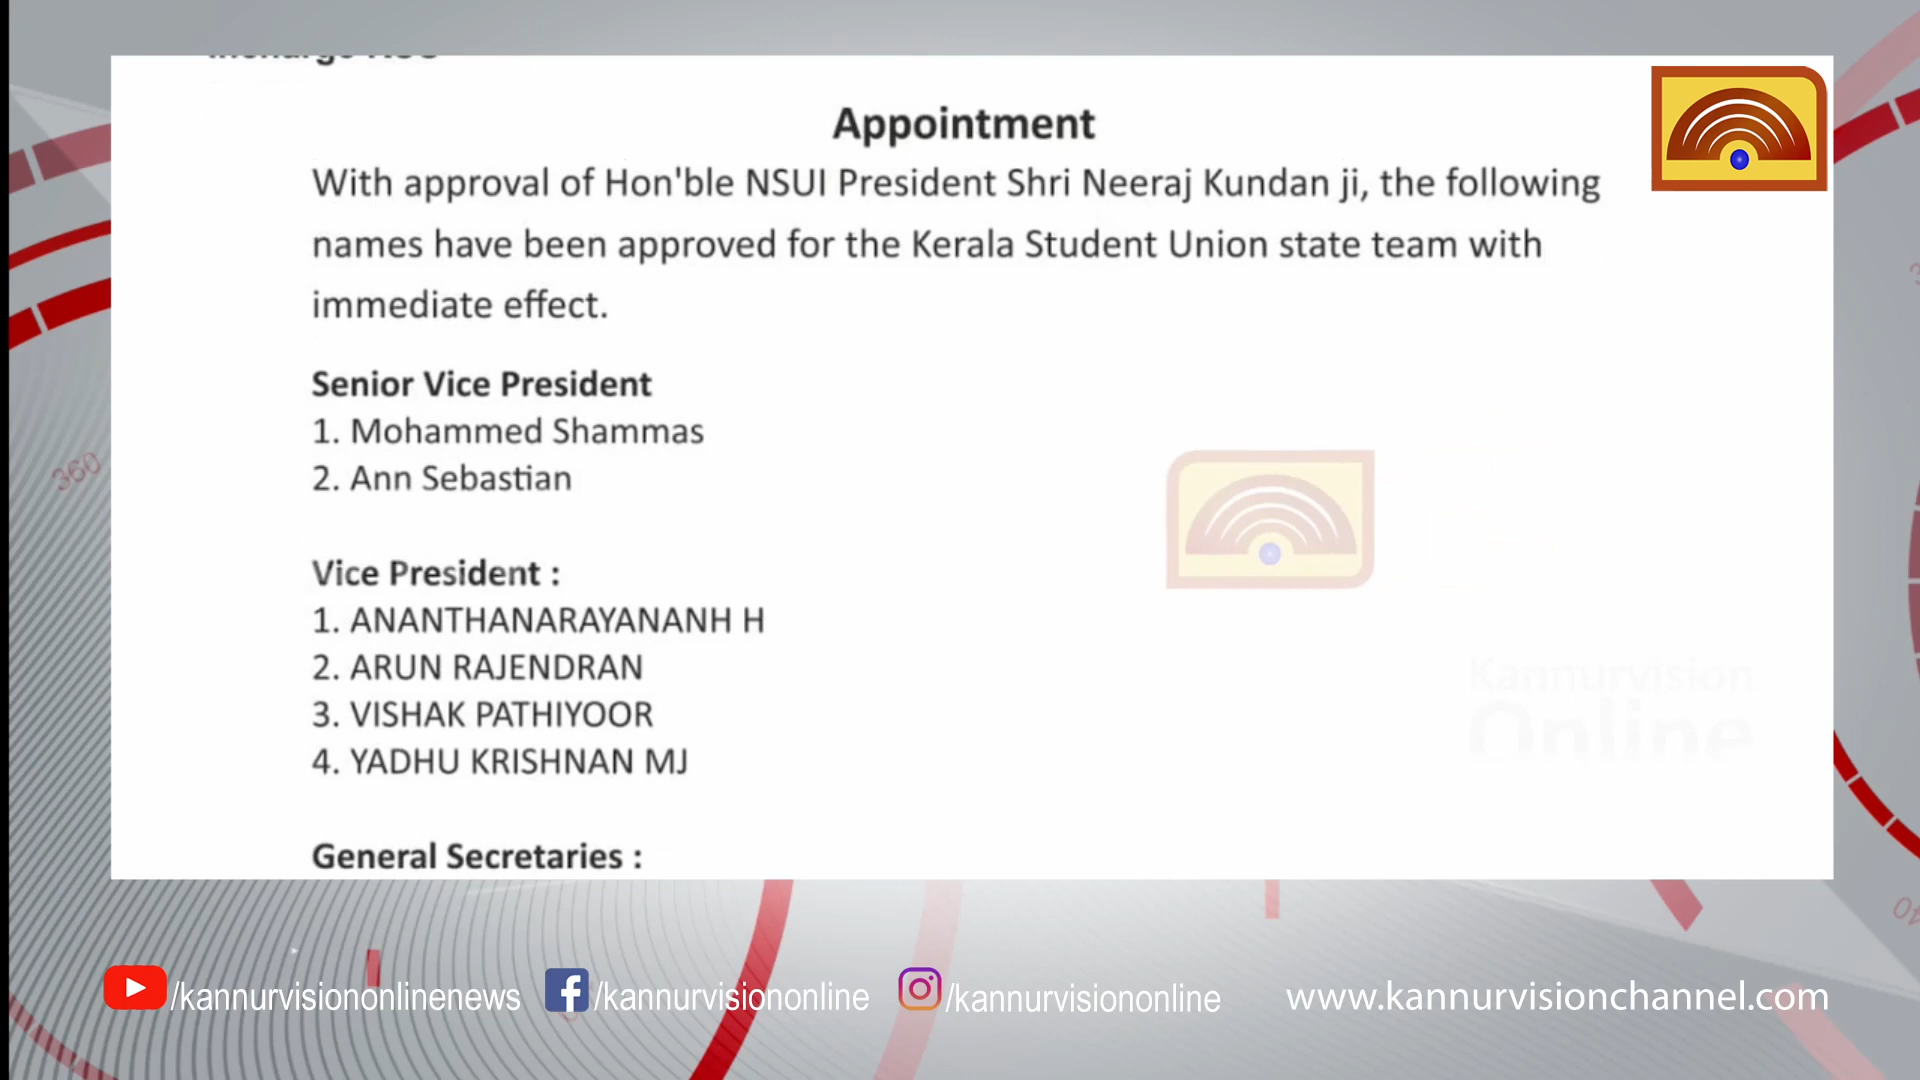 Appointment
With approval of Hon'ble NSUI President Shri Neeraj Kundan ji, the following
names have been approved for the Kerala Student Union state team with
immediate effect.
Senior Vice President
1. Mohammed Shammas
2. Ann Sebastian
Vice President :
1. ANANTHANARAYANANH H
2. ARUN RAJENDRAN
3. VISHAK PATHIYOOR
4. YADHU KRISHNAN MJ
General Secretaries :
Kannurvision
Online
360
/kannurvisiononlinenews /kannurvisiononline /kannurvisiononline www.kannurvisionchannel.com